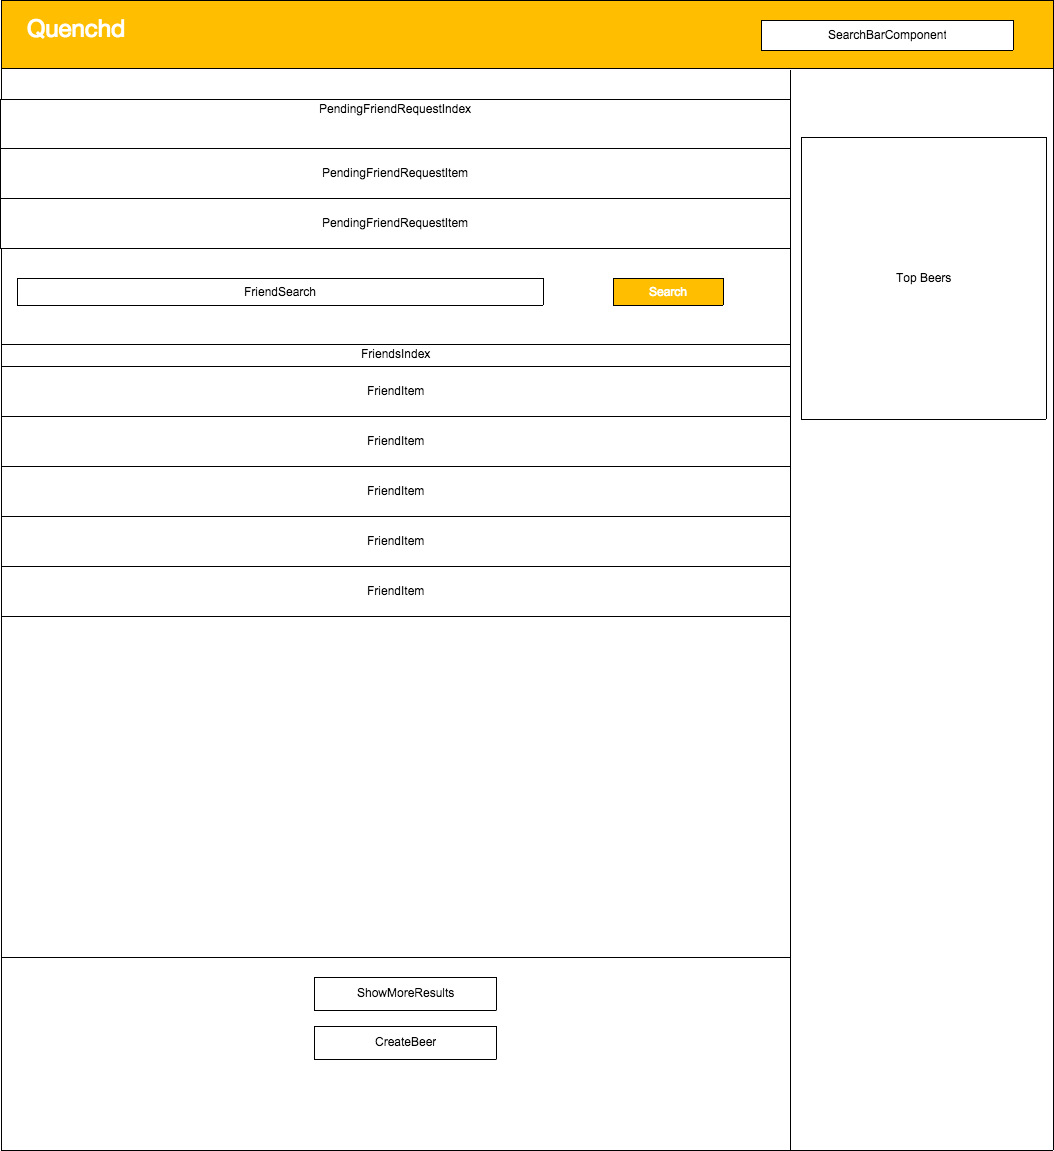 Quenchd
SearchBarComponent
PendingFriendRequestIndex
PendingFriendRequestItem
PendingFriendRequestItem
FriendSearch
Search
FriendsIndex
FriendItem
FriendItem
FriendItem
FriendItem
FriendItem
ShowMoreResults
CreateBeer
Top Beers